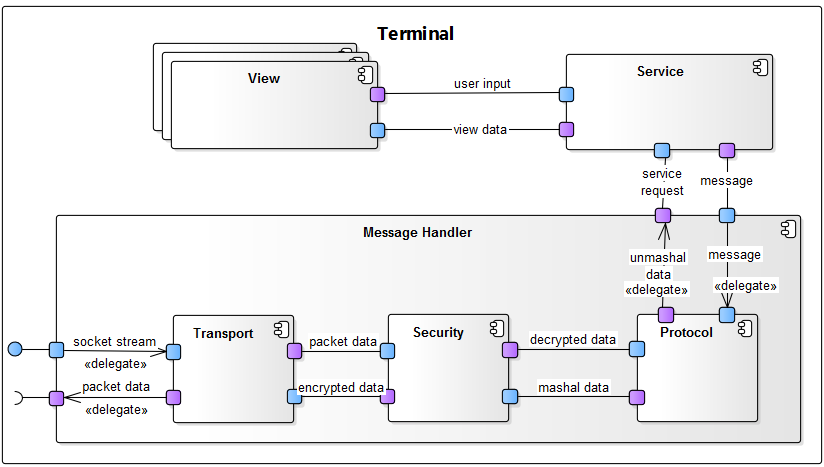 Terminal
View
Service
user input
view data
service
request
message
Message Handler
unmashal
data
«delegate»
message
«delegate»
Transport
Security
Protocol
socket stream
«delegate»
packet data
«delegate»
packet data
encrypted data
decrypted data
mashal data